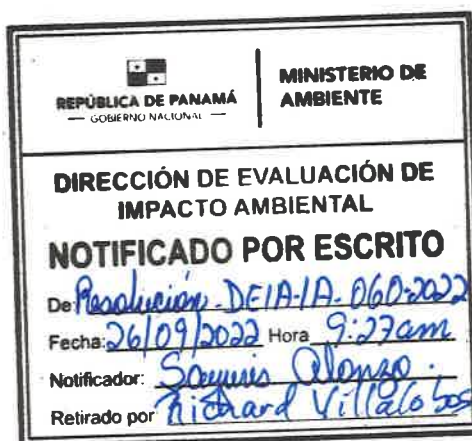 REPÚBLICA DE PANAMÁ
— GOBIERNO NACIONAL —
MINISTERIO DE
AMBIENTE
DIRECCIÓN DE EVALUACIÓN DE
IMPACTO AMBIENTAL
NOTIFICADO POR ESCRITO
De Resolución - DEIA-IA-060-2022
Fecha: 26/09/2022 Hora 9:27am
Notificador: Alonzo.
Retirado por Richard Villalobos